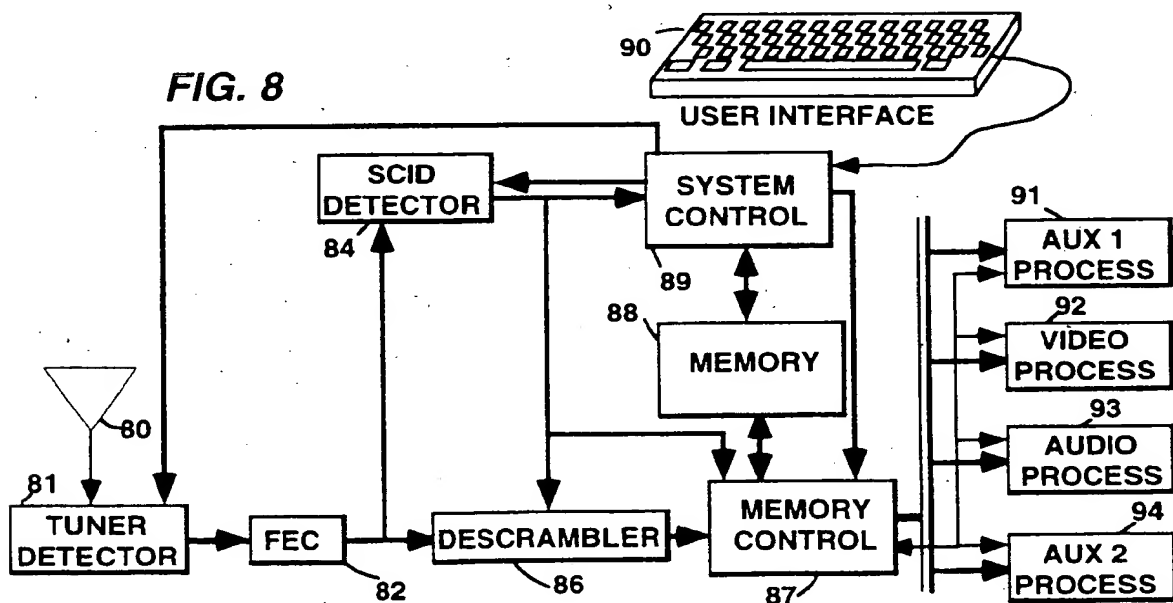 90
FIG. 8
USER INTERFACE
SCID
DETECTOR
84
SYSTEM
CONTROL
89
91
AUX 1
PROCESS
88
MEMORY
92
VIDEO
PROCESS
80
93
AUDIO
PROCESS
81
TUNER
DETECTOR
FEC
82
DESCRAMBLER
86
MEMORY
CONTROL
87
94
AUX 2
PROCESS